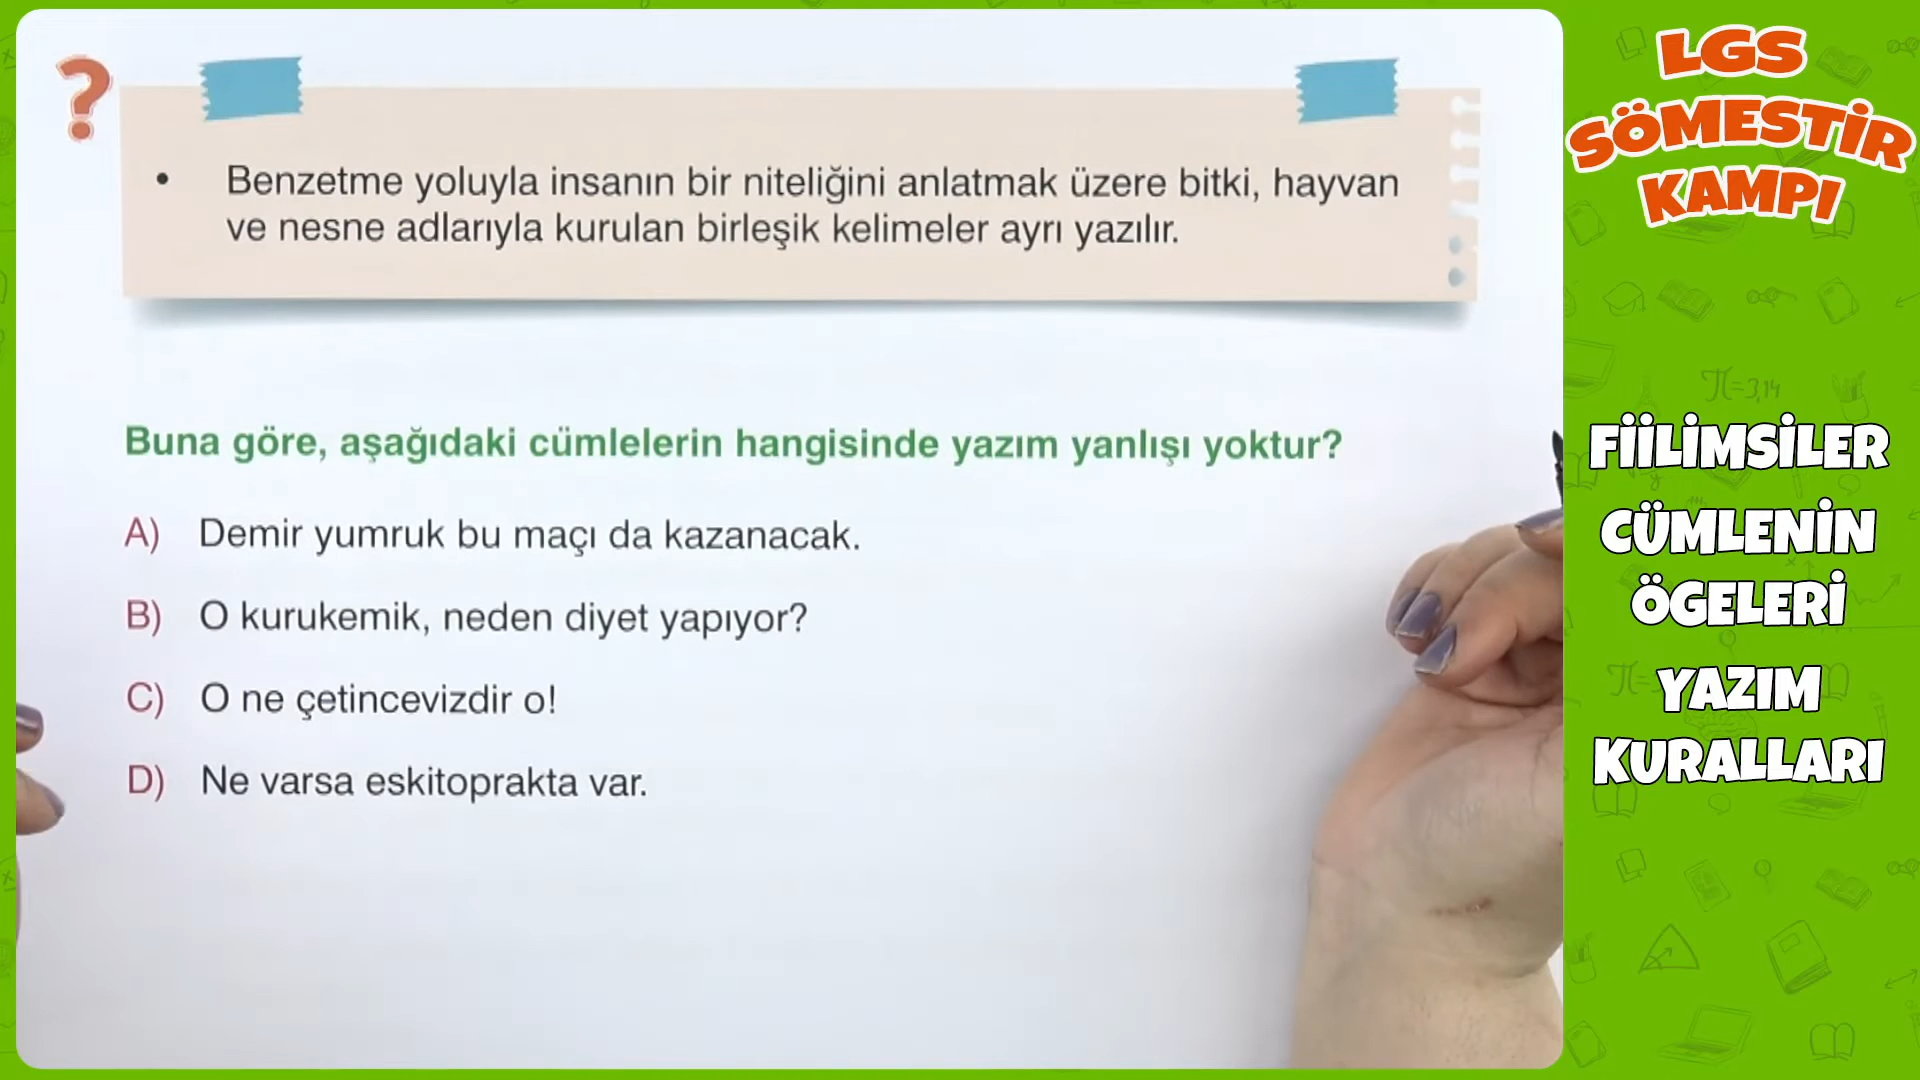 ?
• Benzetme yoluyla insanın bir niteliğini anlatmak üzere bitki, hayvan
ve nesne adlarıyla kurulan birleşik kelimeler ayrı yazılır.
Buna göre, aşağıdaki cümlelerin hangisinde yazım yanlışı yoktur?
A) Demir yumruk bu maçı da kazanacak.
B) O kurukemik, neden diyet yapıyor?
C) O ne çetincevizdir o!
D) Ne varsa eskitoprakta var.
LGS
SÖMESTİR
KAMPI
π=3,14
FİİLİMSİLER
CÜMLENİN
ÖGELERİ
YAZIM
KURALLARI